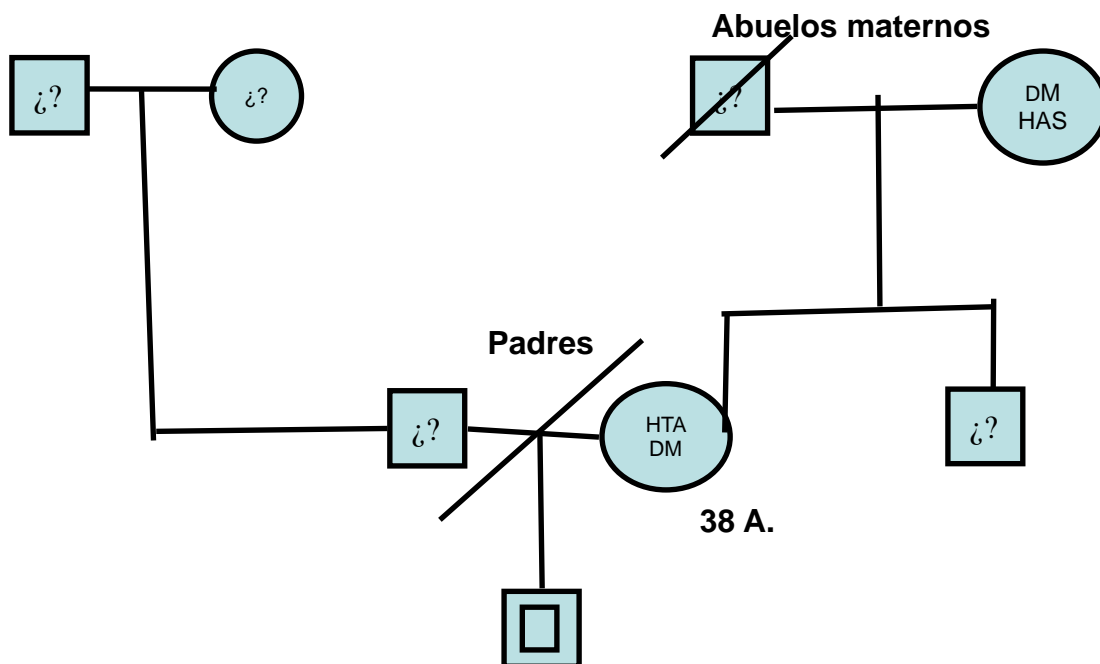 Abuelos maternos
¿?
¿?
¿?
DM
HAS
Padres
¿?
HTA
DM
¿?
38 A.